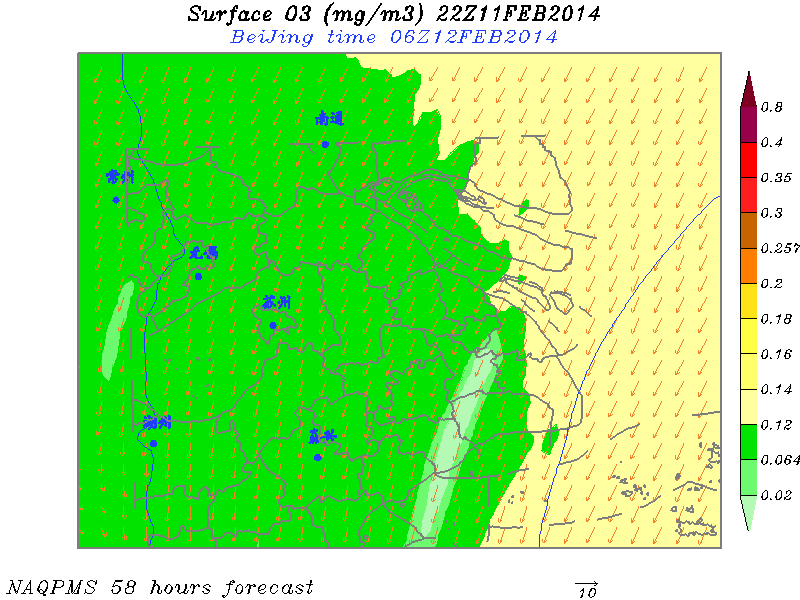 Surface O3 (mg/m3) 22Z11FEB2014
BeiJing time 06Z12FEB2014
南通
常州
无锡
苏州
湖州
嘉兴
0.8
0.4
0.35
0.3
0.257
0.2
0.18
0.16
0.14
0.12
0.064
0.02
NAQPMS 58 hours forecast
10